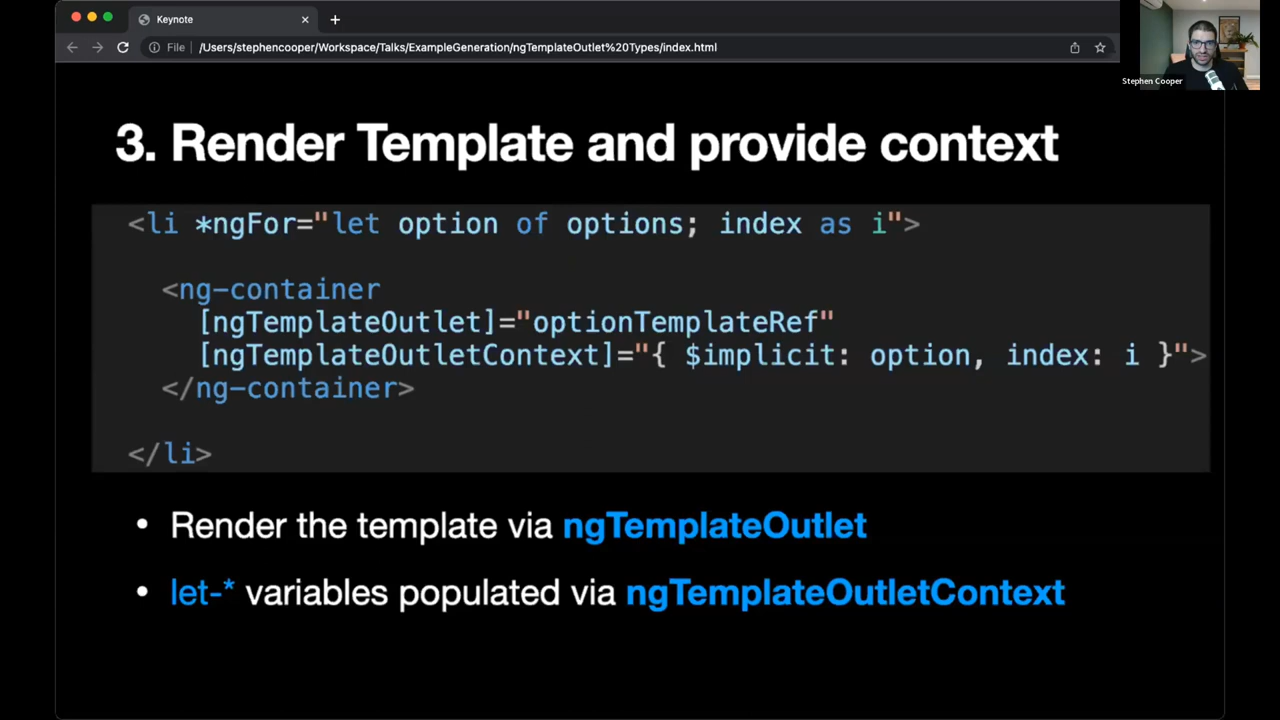 Keynote
File
/Users/stephencooper/Workspace/Talks/ExampleGeneration/ngTemplateOutlet%20Types/index.html
Stephen Cooper
3. Render Template and provide context
<li *ngFor="let option of options; index as i">
<ng-container
[ngTemplateOutlet]="optionTemplateRef"
[ngTemplateOutletContext]="{ $implicit: option, index: i }">
</ng-container>
</li>
• Render the template via ngTemplateOutlet
• let-* variables populated via ngTemplateOutletContext